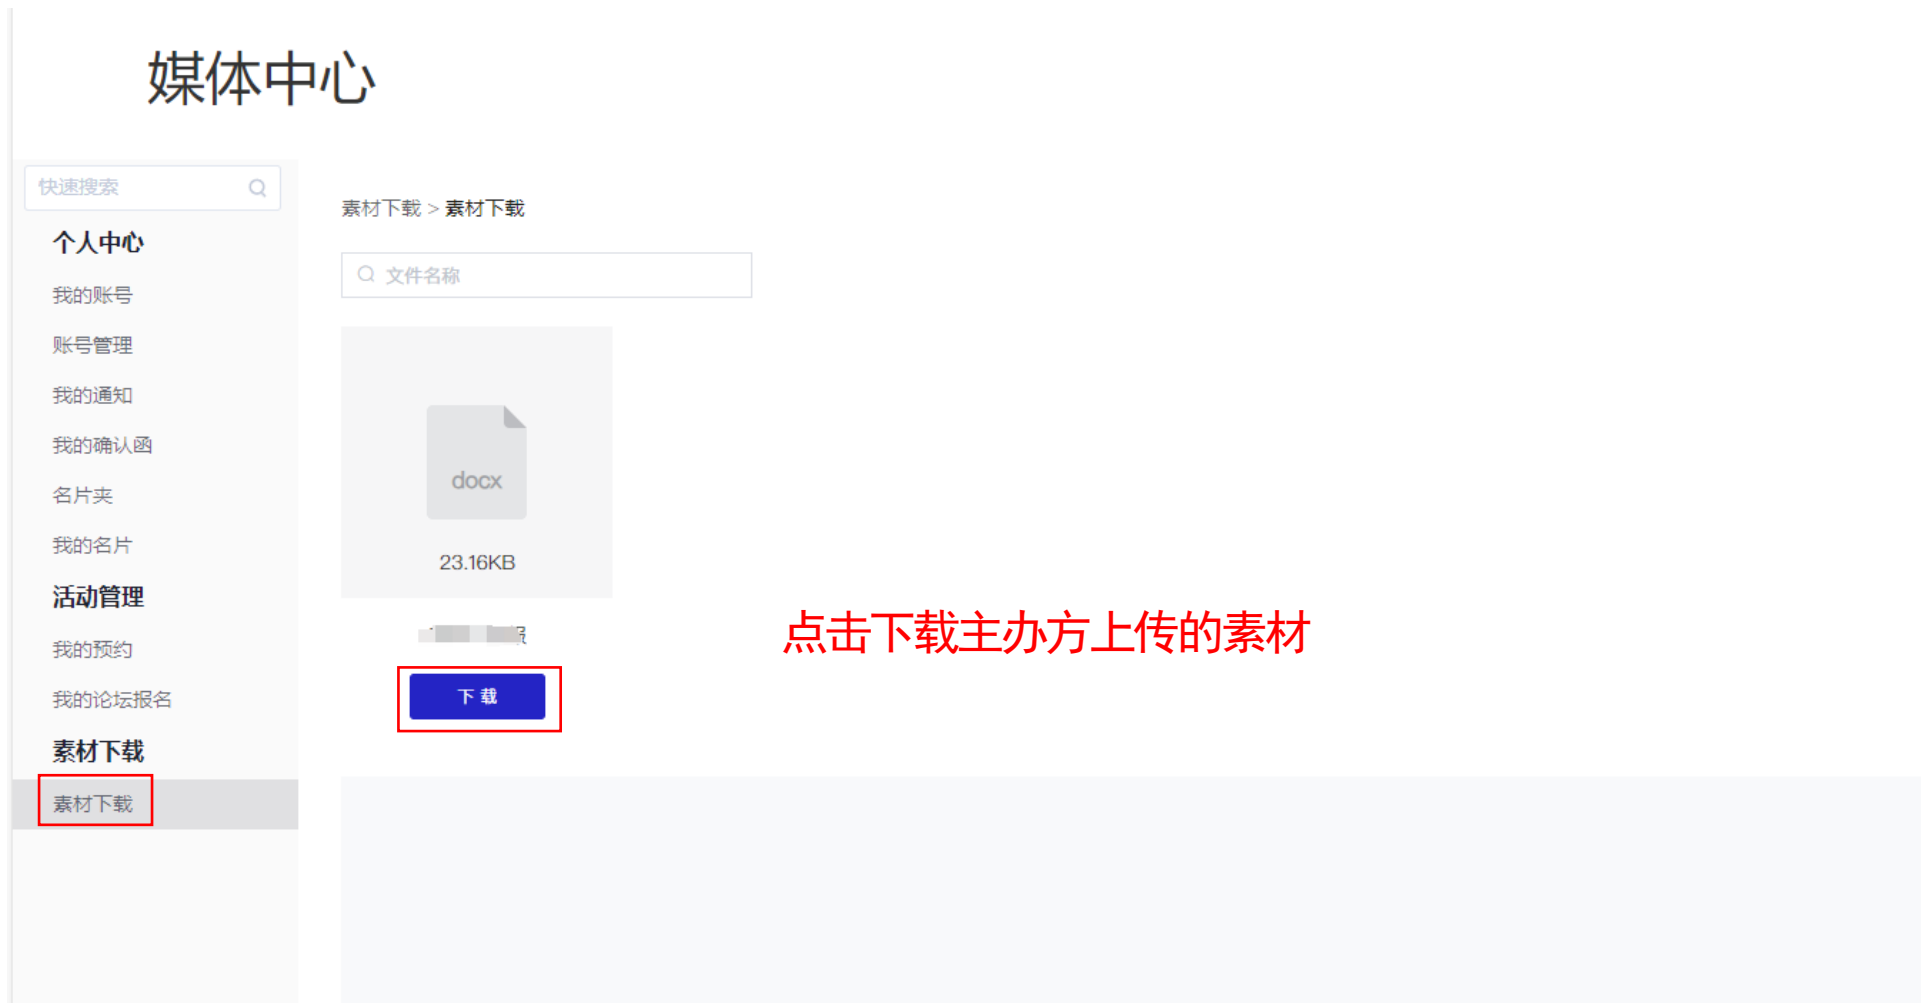 媒体中心
快速搜索
个人中心
我的账号
账号管理
我的通知
我的确认函
名片夹
我的名片
活动管理
我的预约
我的论坛报名
素材下载
素材下载
素材下载 > 素材下载
文件名称
docx
23.16KB
下载
点击下载主办方上传的素材